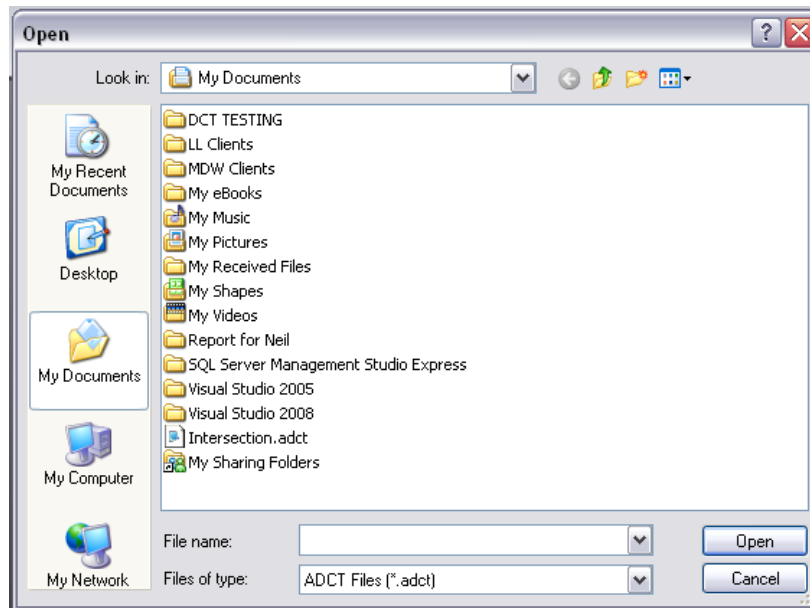 Open
Look in:
My Documents
My Recent
Documents
Desktop
My Documents
My Computer
My Network
DCT TESTING
LL Clients
MDW Clients
My eBooks
My Music
My Pictures
My Received Files
My Shapes
My Videos
Report for Neil
SQL Server Management Studio Express
Visual Studio 2005
Visual Studio 2008
Intersection.adct
My Sharing Folders
File name:
Open
Files of type:
ADCT Files (*.adct)
Cancel